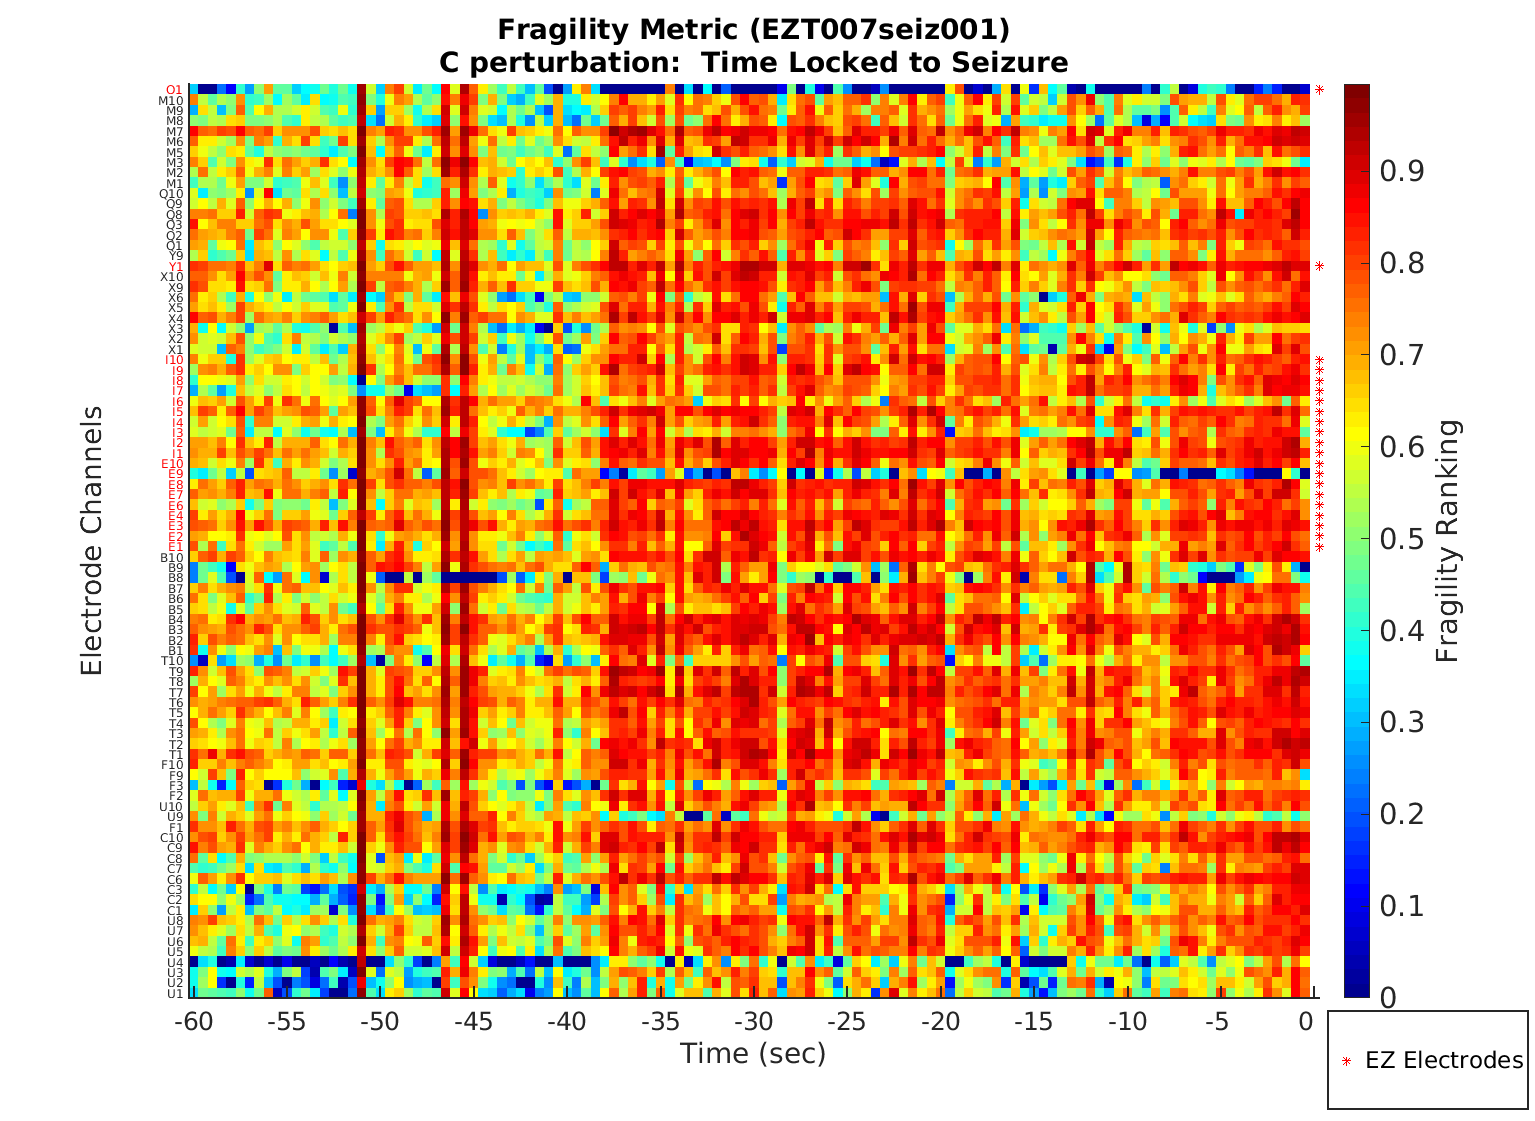 Fragility Metric (EZT007seiz001)
C perturbation:  Time Locked to Seizure
Electrode Channels
O1
M10
M9
M8
M7
M6
M5
M3
M2
M1
Q10
Q9
Q8
Q3
Q2
Q1
Y9
Y1
X10
X9
X6
X5
X4
X3
X2
X1
I10
I9
I8
I7
I6
I5
I4
I3
I2
I1
E10
E9
E8
E7
E6
E4
E3
E2
E1
B10
B9
B8
B7
B6
B5
B4
B3
B2
B1
T10
T9
T8
T7
T6
T5
T4
T3
T2
T1
F10
F9
F3
F2
U10
U9
F1
C10
C9
C8
C7
C6
C3
C2
C1
U8
U7
U6
U5
U4
U3
U2
U1
-60 -55 -50 -45 -40 -35 -30 -25 -20 -15 -10 -5 0
Time (sec)
0.9
0.8
0.7
0.6
0.5
0.4
0.3
0.2
0.1
0
Fragility Ranking
EZ Electrodes